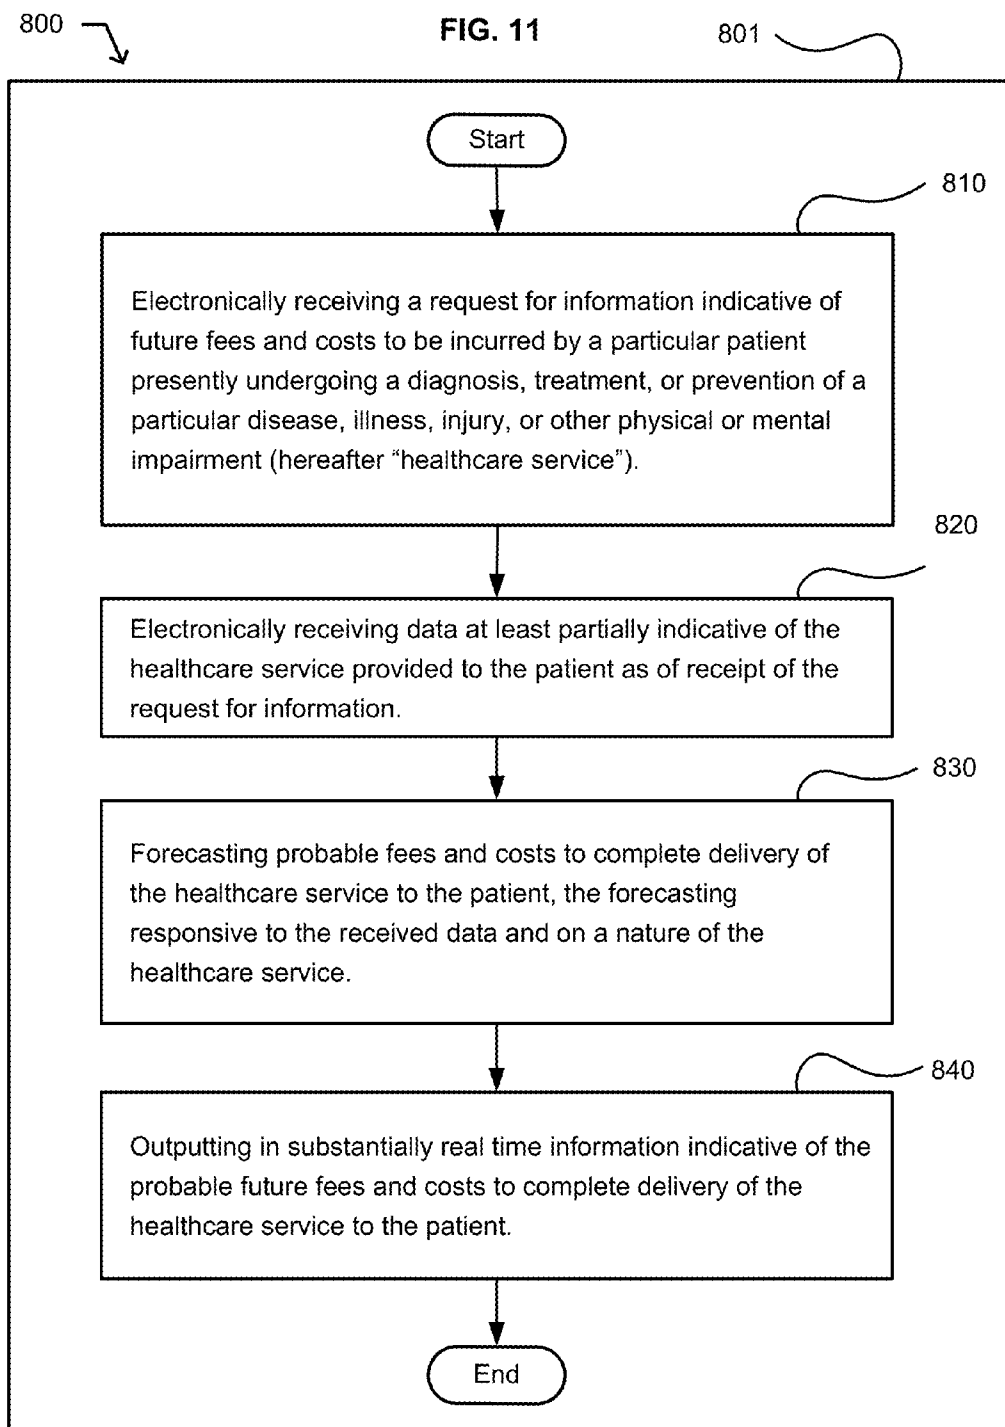 800
FIG. 11
801
Start
810
Electronically receiving a request for information indicative of
future fees and costs to be incurred by a particular patient
presently undergoing a diagnosis, treatment, or prevention of a
particular disease, illness, injury, or other physical or mental
impairment (hereafter “healthcare service”).
820
Electronically receiving data at least partially indicative of the
healthcare service provided to the patient as of receipt of the
request for information.
830
Forecasting probable fees and costs to complete delivery of
the healthcare service to the patient, the forecasting
responsive to the received data and on a nature of the
healthcare service.
840
Outputting in substantially real time information indicative of the
probable future fees and costs to complete delivery of the
healthcare service to the patient.
End